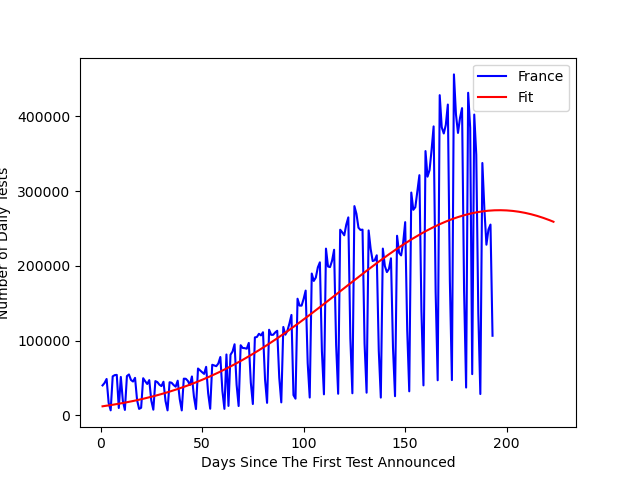 France
Fit
400000
300000
200000
100000
0
Number of Daily Tests
0 50 100 150 200
Days Since The First Test Announced